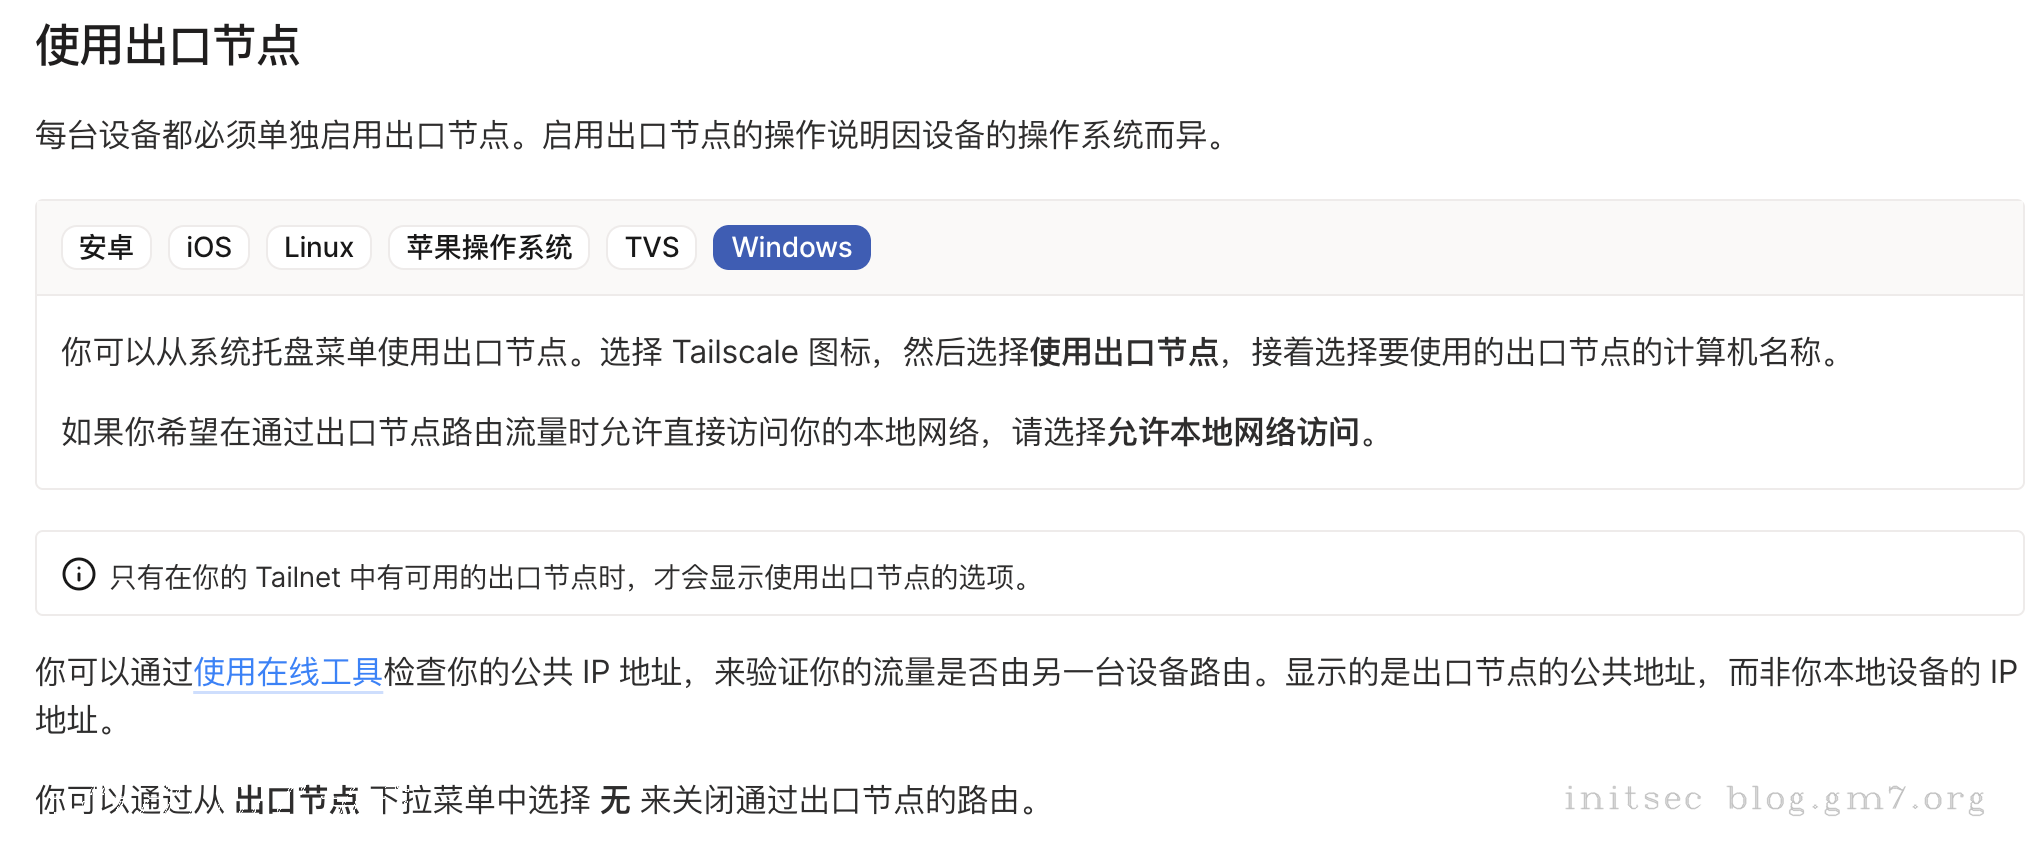 使用出口节点
每台设备都必须单独启用出口节点。启用出口节点的操作说明因设备的操作系统而异。
安卓 iOS Linux 苹果操作系统 TVS Windows
你可以从系统托盘菜单使用出口节点。选择 Tailscale 图标，然后选择使用出口节点，接着选择要使用的出口节点的计算机名称。
如果你希望在通过出口节点路由流量时允许直接访问你的本地网络，请选择允许本地网络访问。
只有在你的 Tailnet 中有可用的出口节点时，才会显示使用出口节点的选项。
你可以通过使用在线工具检查你的公共 IP 地址，来验证你的流量是否由另一台设备路由。显示的是出口节点的公共地址，而非你本地设备的 IP
地址。
你可以通过从 出口节点 下拉菜单中选择 无 来关闭通过出口节点的路由。
initsec blog.gm7.org